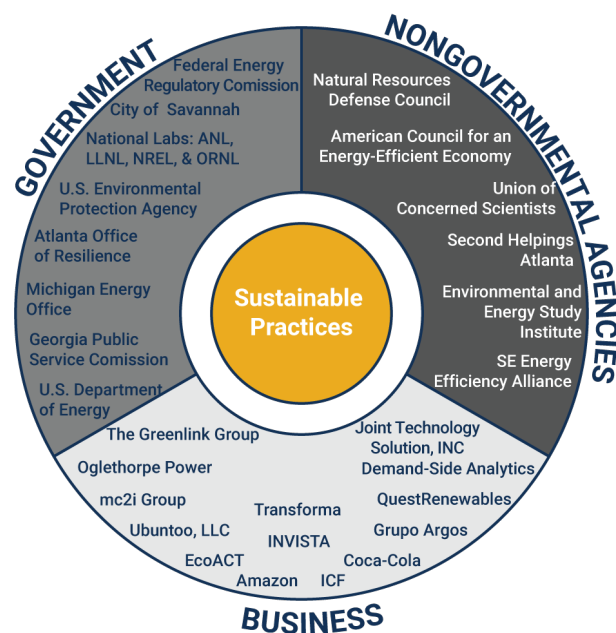 GOVERNMENT
Federal Energy
Regulatory Comission
City of Savannah
National Labs: ANL,
LLNL, NREL, & ORNL
U.S. Environmental
Protection Agency
Atlanta Office
of Resilience
Michigan Energy
Office
Georgia Public
Service Comission
U.S. Department
of Energy
NONGOVERNMENTAL AGENCIES
Natural Resources
Defense Council
American Council for an
Energy-Efficient Economy
Union of
Concerned Scientists
Second Helpings
Atlanta
Environmental and
Energy Study
Institute
SE Energy
Efficiency Alliance
Sustainable
Practices
The Greenlink Group
Oglethorpe Power
mc2i Group
Ubuntoo, LLC
EcoACT
Amazon
Transforma
INVISTA
ICF
Joint Technology
Solution, INC
Demand-Side Analytics
QuestRenewables
Grupo Argos
Coca-Cola
BUSINESS